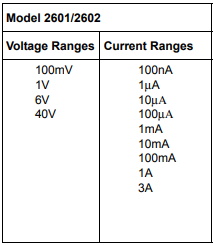 Model 2601/2602
Voltage Ranges Current Ranges
100mV 100nA
1V 1μA
6V 10μA
40V 100μA
1mA
10mA
100mA
1A
3A